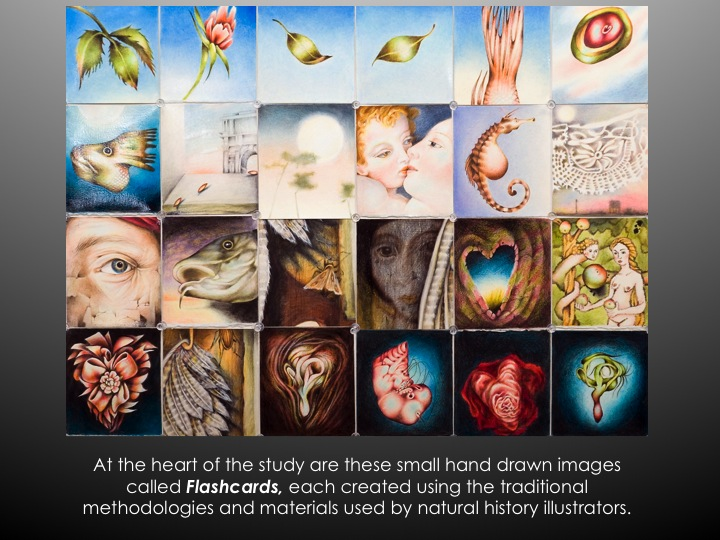 At the heart of the study are these small hand drawn images
called Flashcards, each created using the traditional
methodologies and materials used by natural history illustrators.